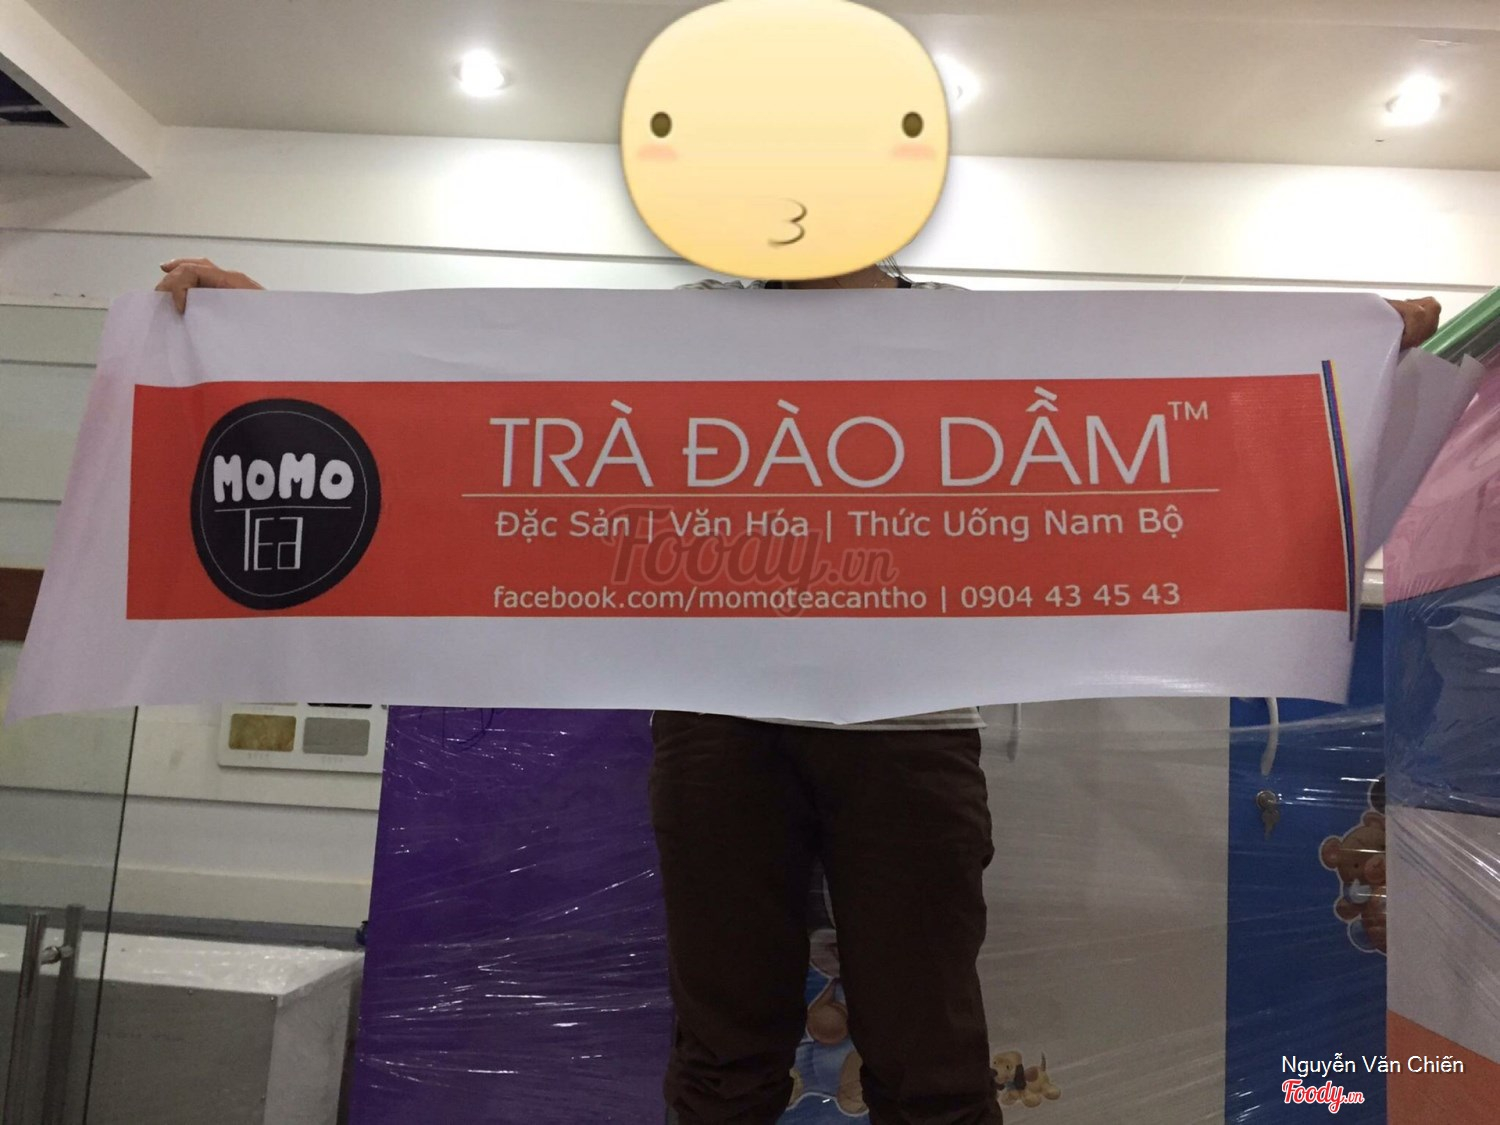 MOMO
TEA
TRÀ ĐÀO DẦM™
Đặc Sản | Văn Hóa | Thức Uống Nam Bộ
facebook.com/momoteacantho | 0904 43 45 43
Foody.vn
Nguyễn Văn Chiến
Foody.vn